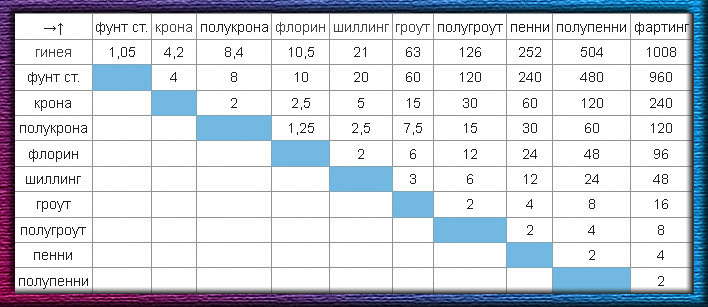 →↑ фунт ст. крона полукрона флорин шиллинг гроут полугроут пенни полупенни фартинг
гинея 1,05 4,2 8,4 10,5 21 63 126 252 504 1008
фунт ст. 4 8 10 20 60 120 240 480 960
крона 2 2,5 5 15 30 60 120 240
полукрона 1,25 2,5 7,5 15 30 60 120
флорин 2 6 12 24 48 96
шиллинг 3 6 12 24 48
гроут 2 4 8 16
полугроут 2 4 8
пенни 2 4
полупенни 2